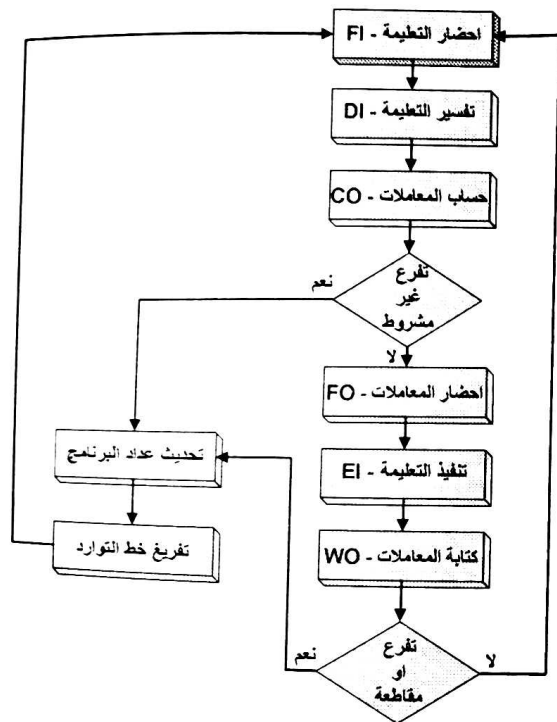 احضار التعليمة - FI
تفسير التعليمة - DI
حساب المعاملات - CO
تفرع
غير
مشروط
نعم
لا
احضار المعاملات - FO
تنفيذ التعليمة - EI
تحديث عداد البرنامج
كتابة المعاملات - WO
تفريغ خط التوارد
تفرع
او
مقاطعة
نعم
لا